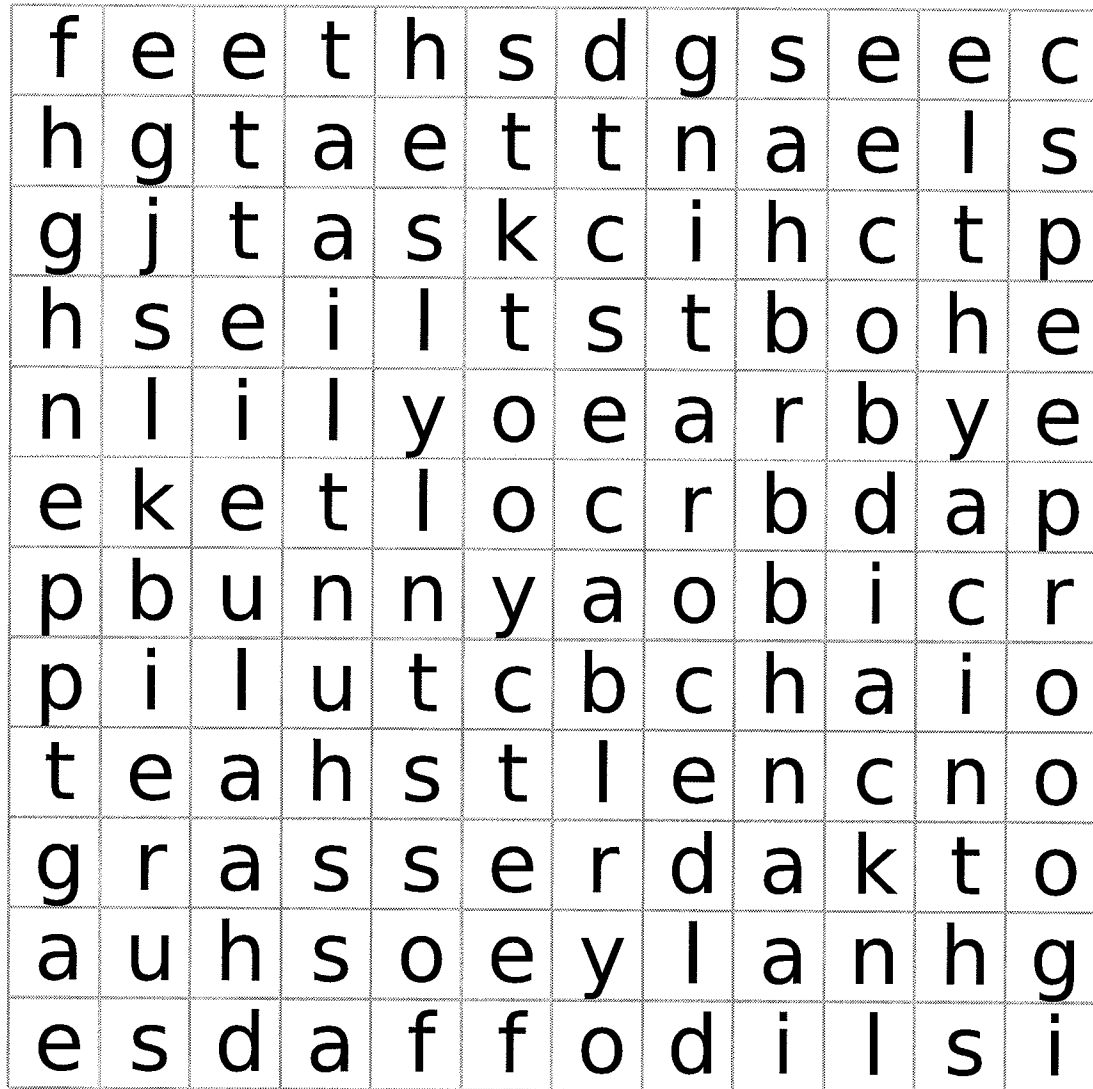 f e e t h s d g s e e c
h g t a e t t n a e l s
g j t a s k c i h c t p
h s e i l t s t b o h e
n l i l y o e a r b y e
e k e t l o c r b d a p
p b u n n y a o b i c r
p i l u t c b c h a i o
t e a h s t l e n c n o
g r a s s e r d a k t o
a u h s o e y l a n h g
e s d a f f o d i l s i